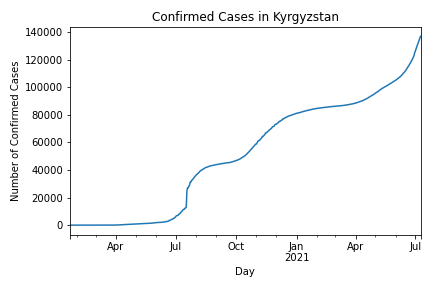 Confirmed Cases in Kyrgyzstan
140000
120000
100000
80000
60000
40000
20000
0
Number of Confirmed Cases
Apr
Jul
Oct
Jan
2021
Apr
Jul
Day